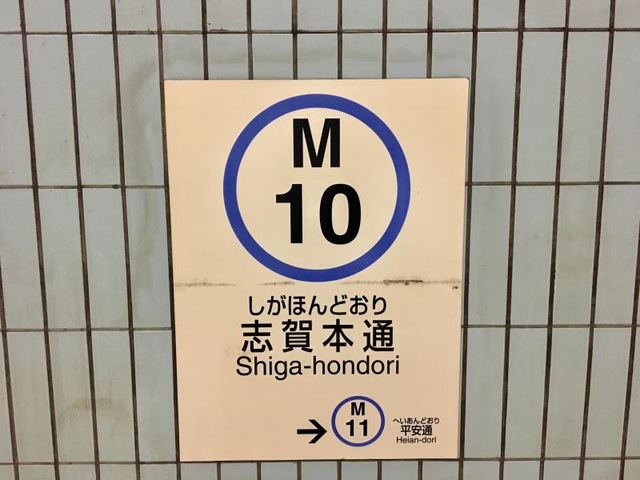 M
10
しがほんどおり
志賀本通
Shiga-hondori
→ M
11
へいあんどおり
平安通
Heian-dori